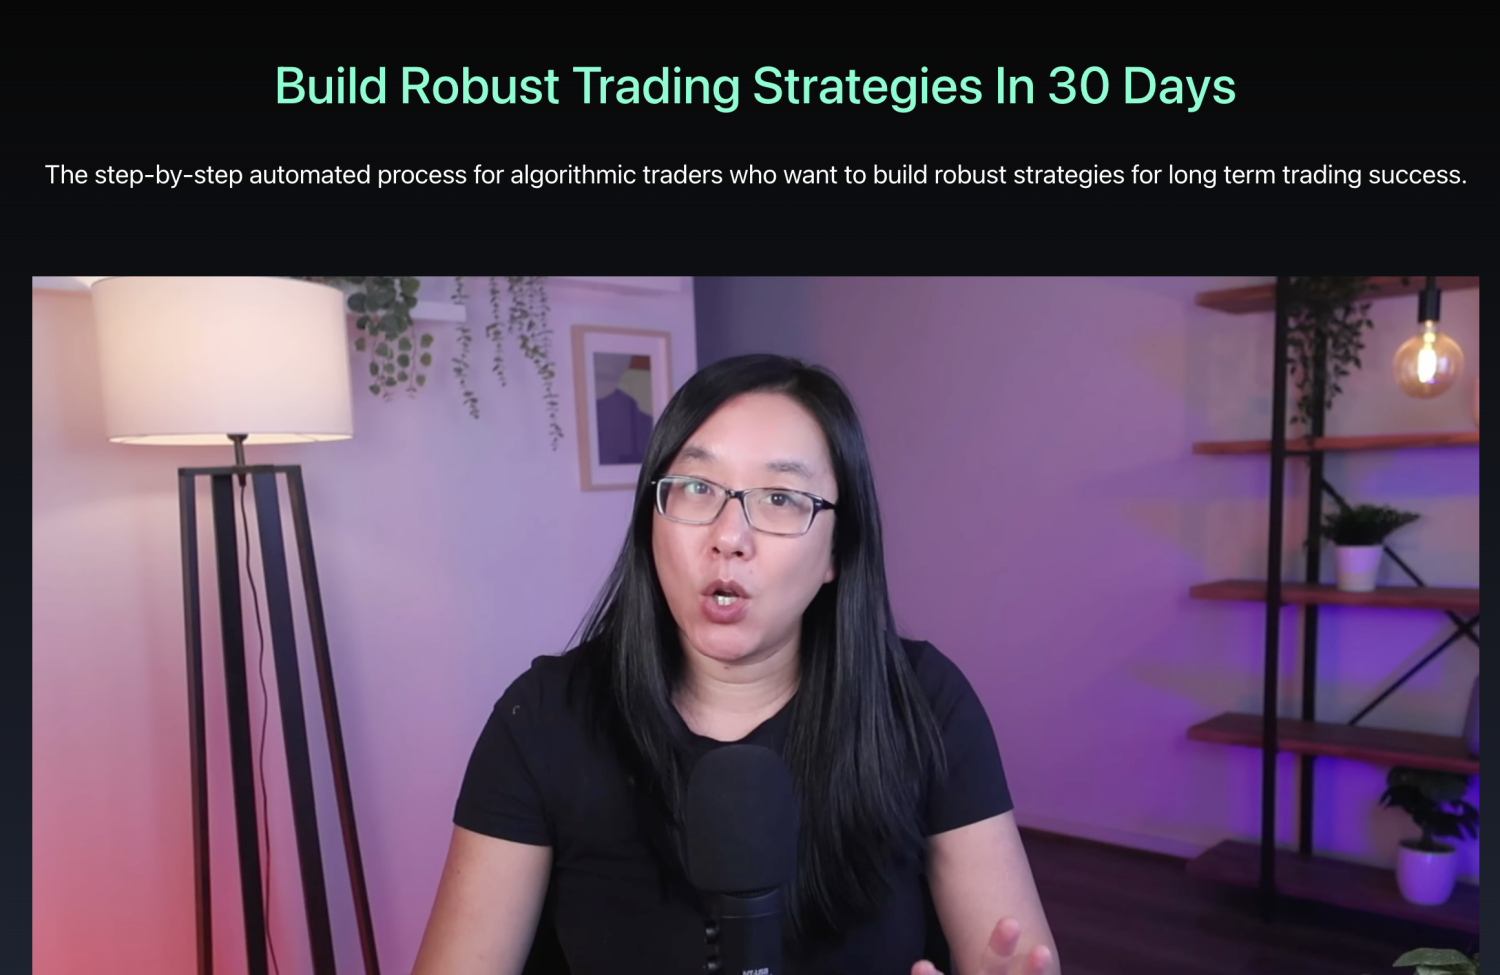 Build Robust Trading Strategies In 30 Days
The step-by-step automated process for algorithmic traders who want to build robust strategies for long term trading success.